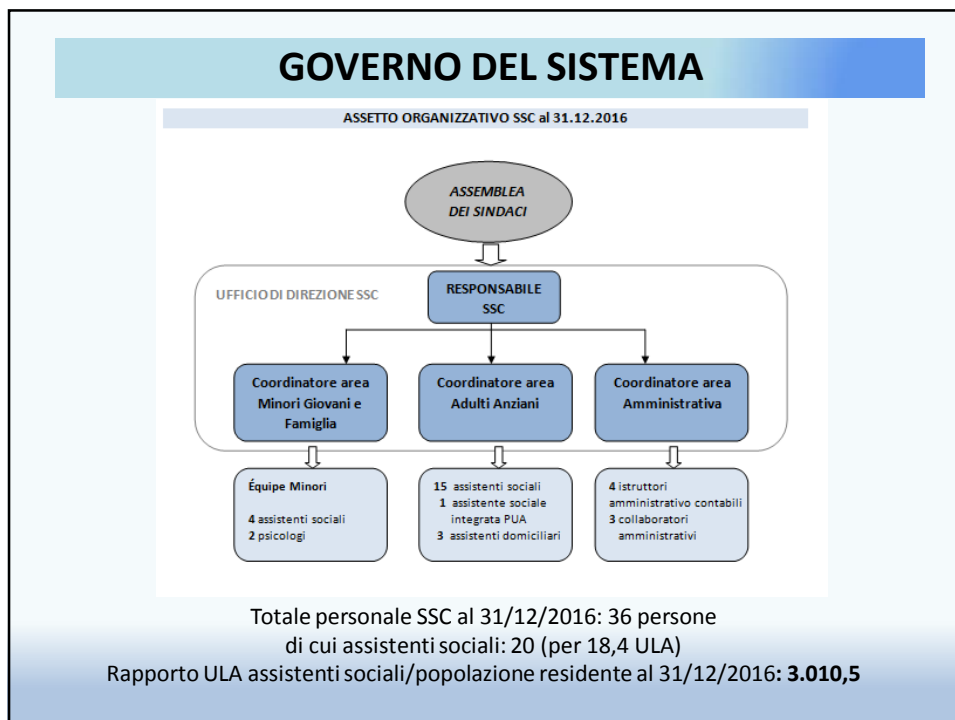 GOVERNO DEL SISTEMA
ASSETTO ORGANIZZATIVO SSC al 31.12.2016
ASSEMBLEA
DEI SINDACI
UFFICIO DI DIREZIONE SSC
RESPONSABILE
SSC
Coordinatore area
Minori Giovani e
Famiglia
Coordinatore area
Adulti Anziani
Coordinatore area
Amministrativa
Équipe Minori
4 assistenti sociali
2 psicologi
15 assistenti sociali
1 assistente sociale
integrata PUA
3 assistenti domiciliari
4 istruttori
amministrativo contabili
3 collaboratori
amministrativi
Totale personale SSC al 31/12/2016: 36 persone
di cui assistenti sociali: 20 (per 18,4 ULA)
Rapporto ULA assistenti sociali/popolazione residente al 31/12/2016: 3.010,5